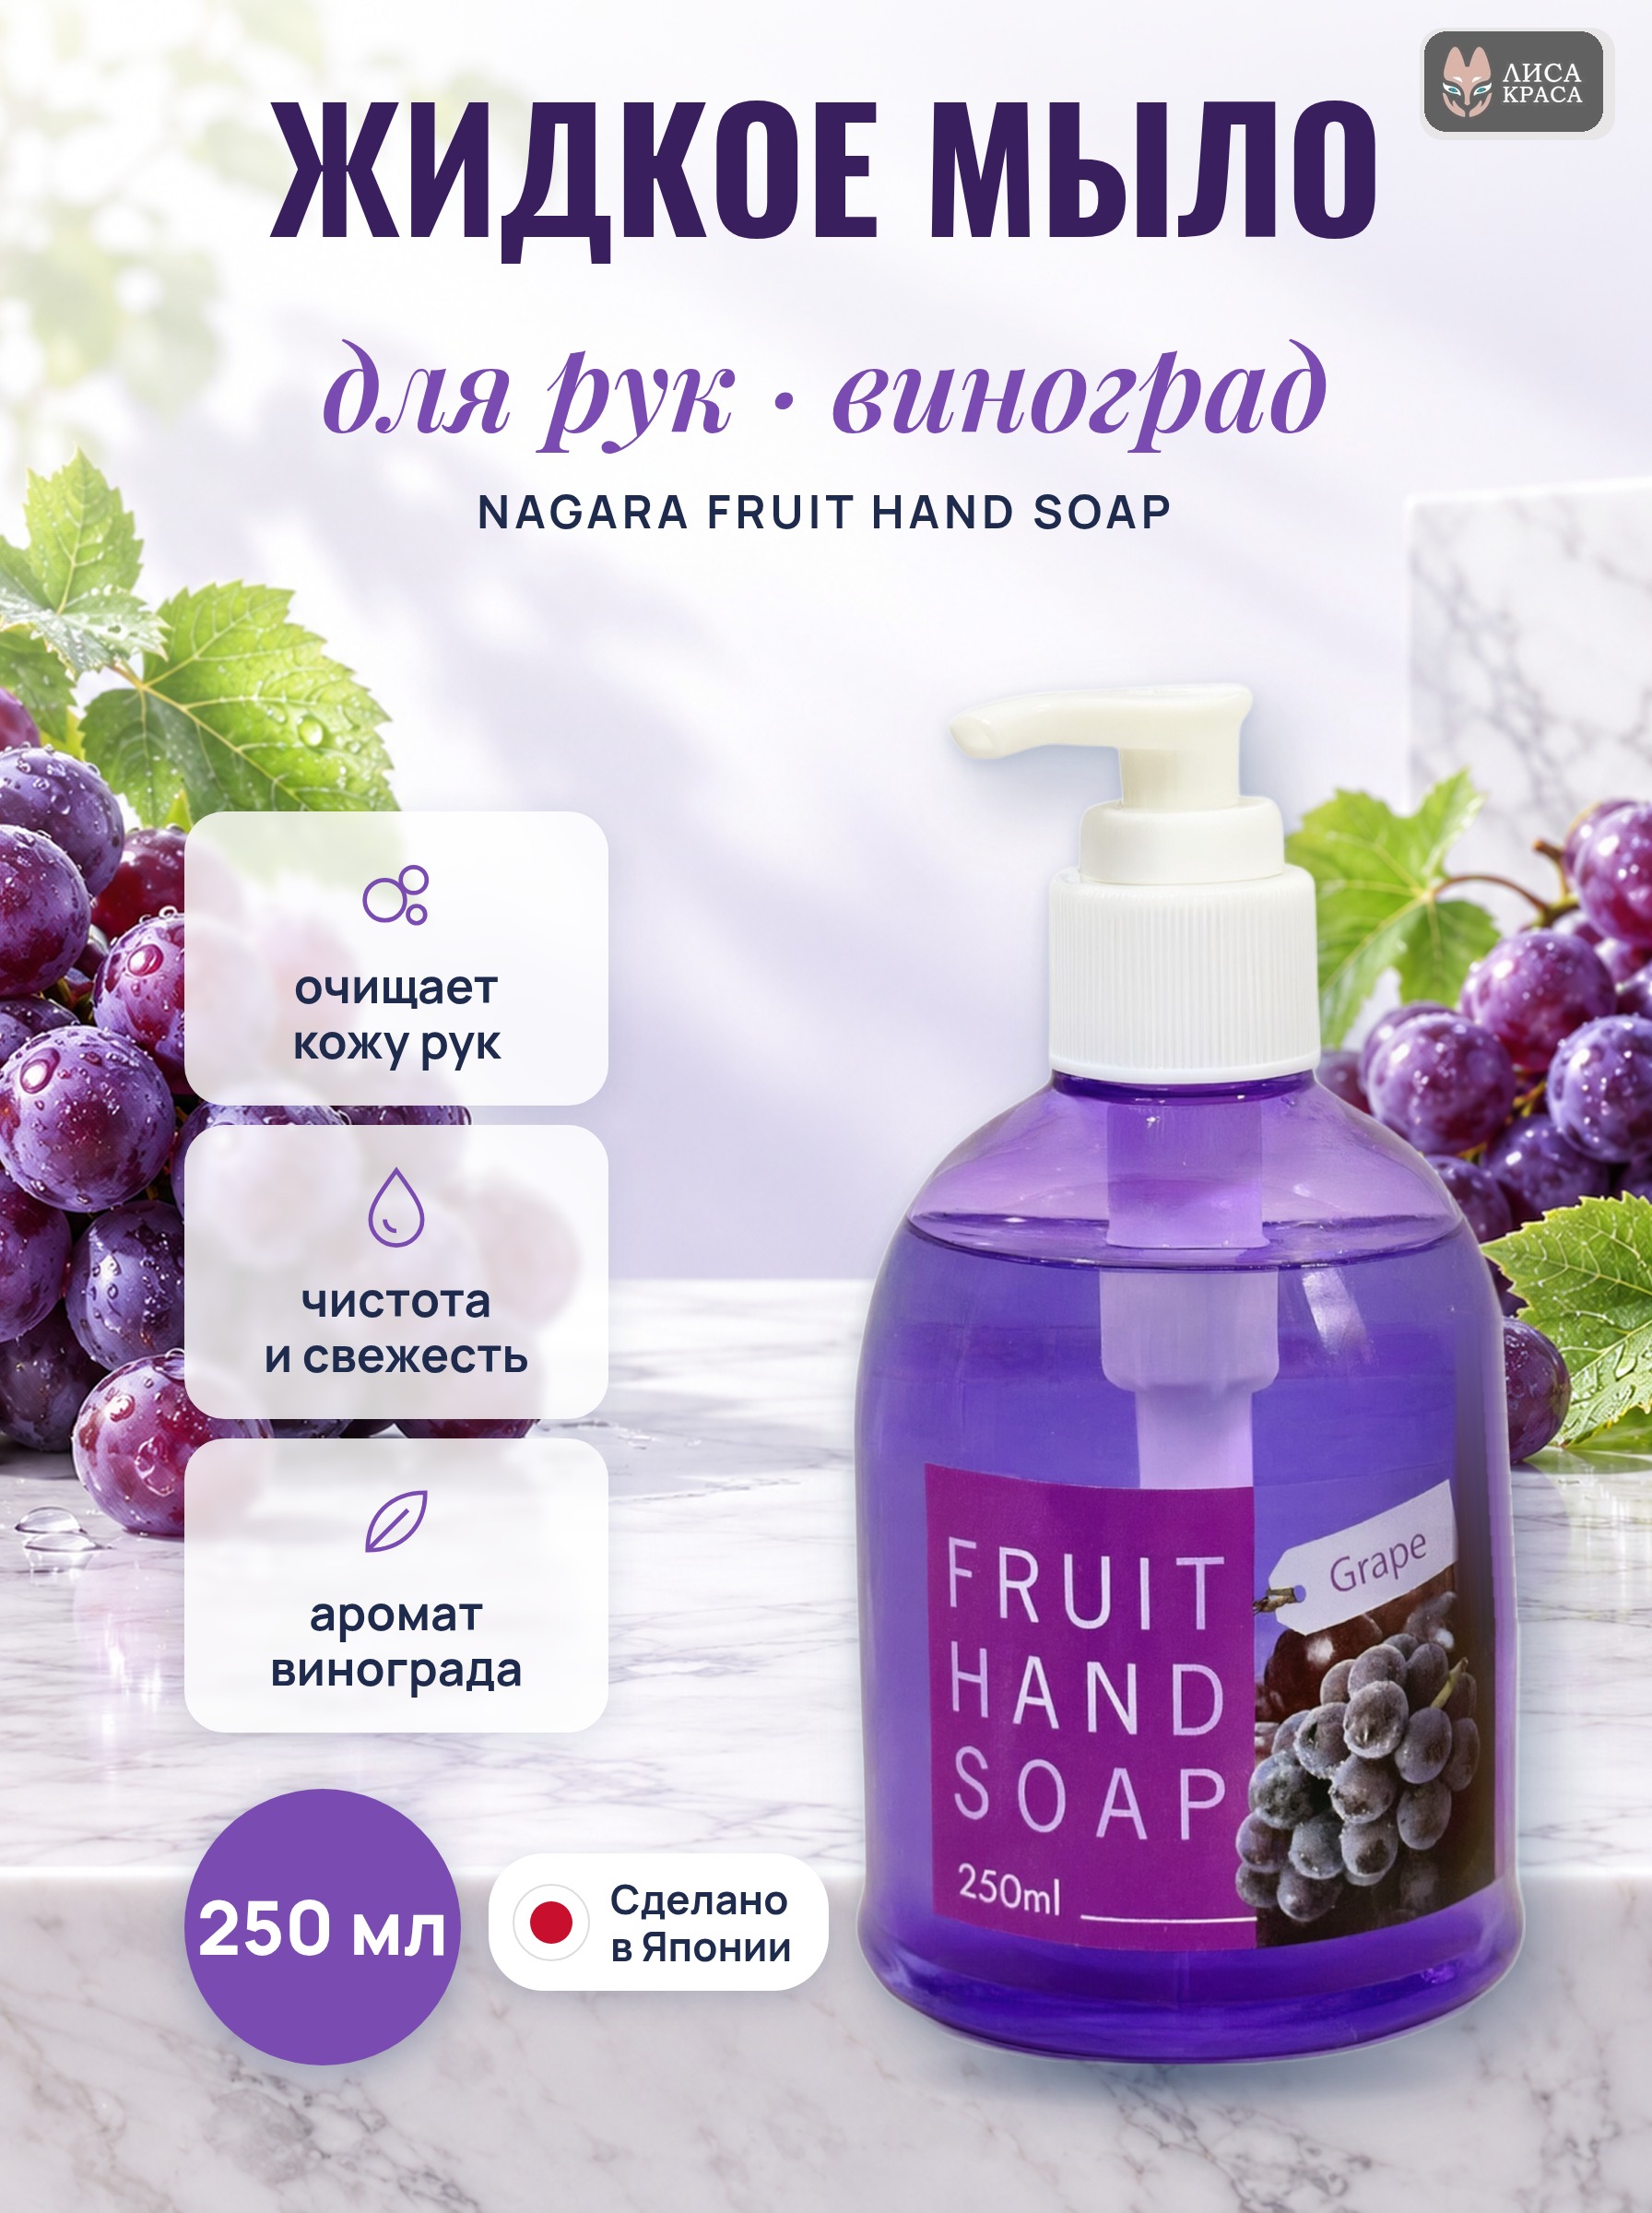 ЛИСА
КРАСА
ЖИДКОЕ МЫЛО
для рук · виноград
NAGARA FRUIT HAND SOAP
очищает
кожу рук
чистота
и свежесть
аромат
винограда
250 мл
Сделано
в Японии
Grape
FRUIT
HAND
SOAP
250ml